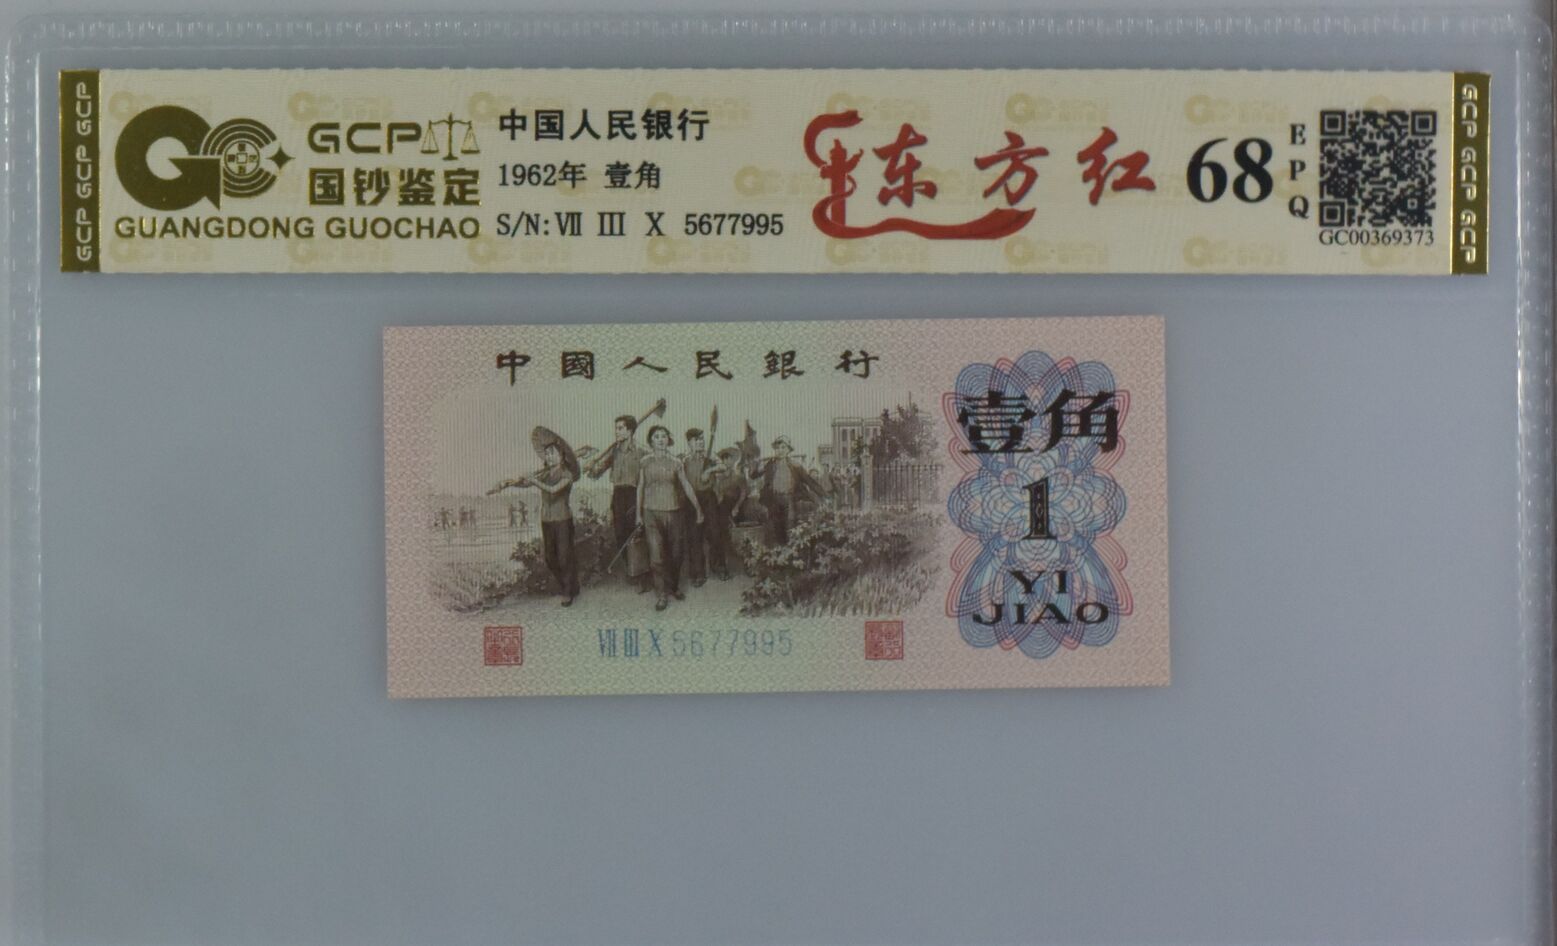 GCP GCP GCP
GCP
国钞鉴定
GUANGDONG GUOCHAO
中国人民银行
1962年 壹角
S/N: Ⅶ Ⅲ Ⅹ 5677995
东方红
68
EPQ
GC00369373
GCP GCP GCP
中國人民銀行
壹角
1
YI
JIAO
Ⅶ Ⅲ Ⅹ 5677995